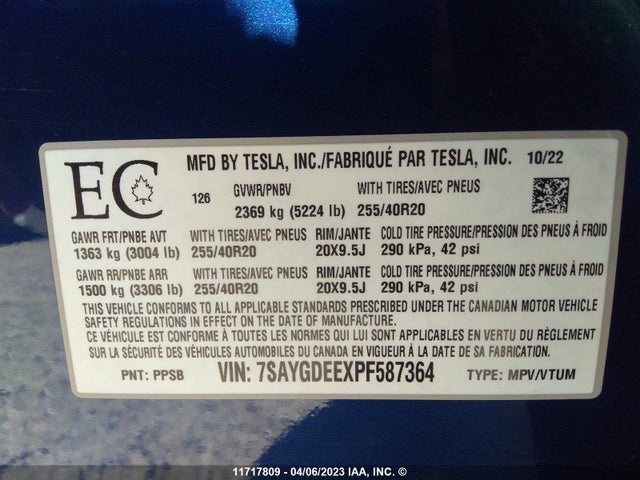 EC
MFD BY TESLA, INC./FABRIQUÉ PAR TESLA, INC. 10/22
126 GVWR/PNBV WITH TIRES/AVEC PNEUS
2369 kg (5224 lb) 255/40R20
GAWR FRT/PNBE AVT WITH TIRES/AVEC PNEUS RIM/JANTE COLD TIRE PRESSURE/PRESSION DES PNEUS À FROID
1363 kg (3004 lb) 255/40R20 20X9.5J 290 kPa, 42 psi
GAWR RR/PNBE ARR WITH TIRES/AVEC PNEUS RIM/JANTE COLD TIRE PRESSURE/PRESSION DES PNEUS À FROID
1500 kg (3306 lb) 255/40R20 20X9.5J 290 kPa, 42 psi
THIS VEHICLE CONFORMS TO ALL APPLICABLE STANDARDS PRESCRIBED UNDER THE CANADIAN MOTOR VEHICLE
SAFETY REGULATIONS IN EFFECT ON THE DATE OF MANUFACTURE.
CE VÉHICULE EST CONFORME À TOUTES LES NORMES QUI LUI SONT APPLICABLES EN VERTU DU RÈGLEMENT
SUR LA SÉCURITÉ DES VÉHICULES AUTOMOBILES DU CANADA EN VIGUEUR À LA DATE DE SA FABRICATION.
PNT: PPSB VIN: 7SAYGDEEXPF587364 TYPE: MPV/VTUM
11717809 - 04/06/2023 IAA, INC. ©